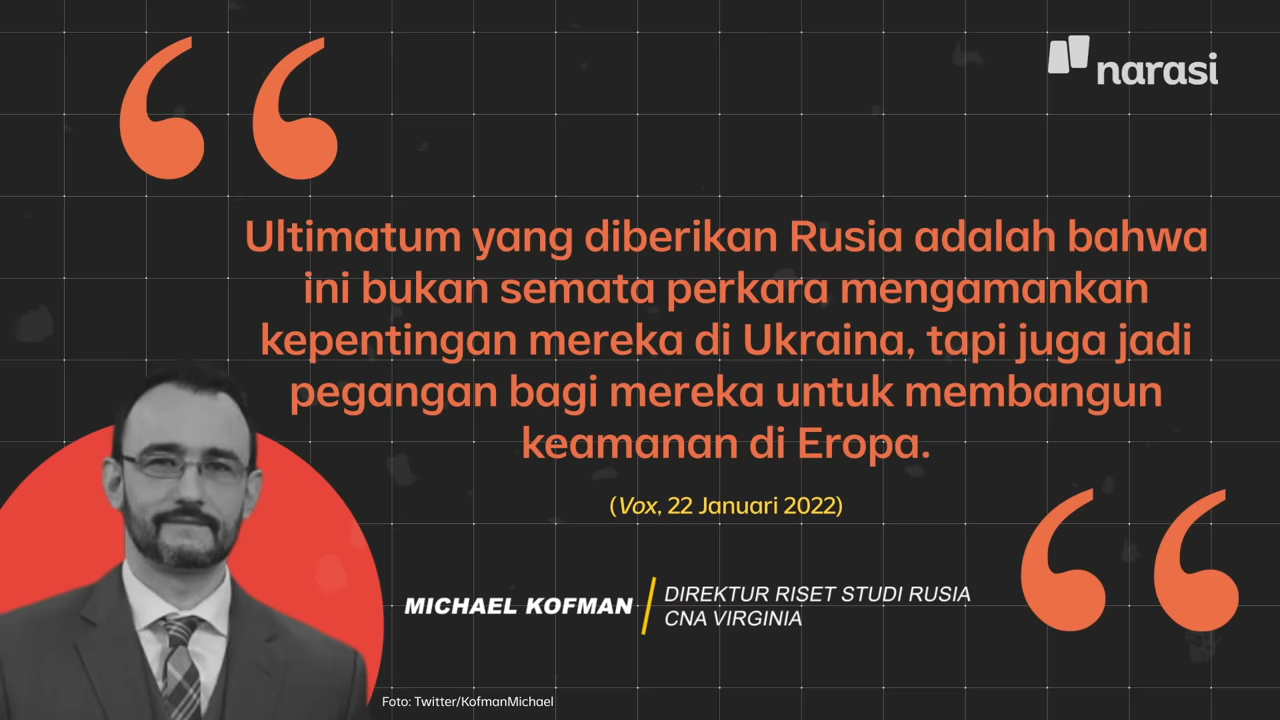 narasi
Ultimatum yang diberikan Rusia adalah bahwa
ini bukan semata perkara mengamankan
kepentingan mereka di Ukraina, tapi juga jadi
pegangan bagi mereka untuk membangun
keamanan di Eropa.
(Vox, 22 Januari 2022)
MICHAEL KOFMAN
DIREKTUR RISET STUDI RUSIA
CNA VIRGINIA
Foto: Twitter/KofmanMichael